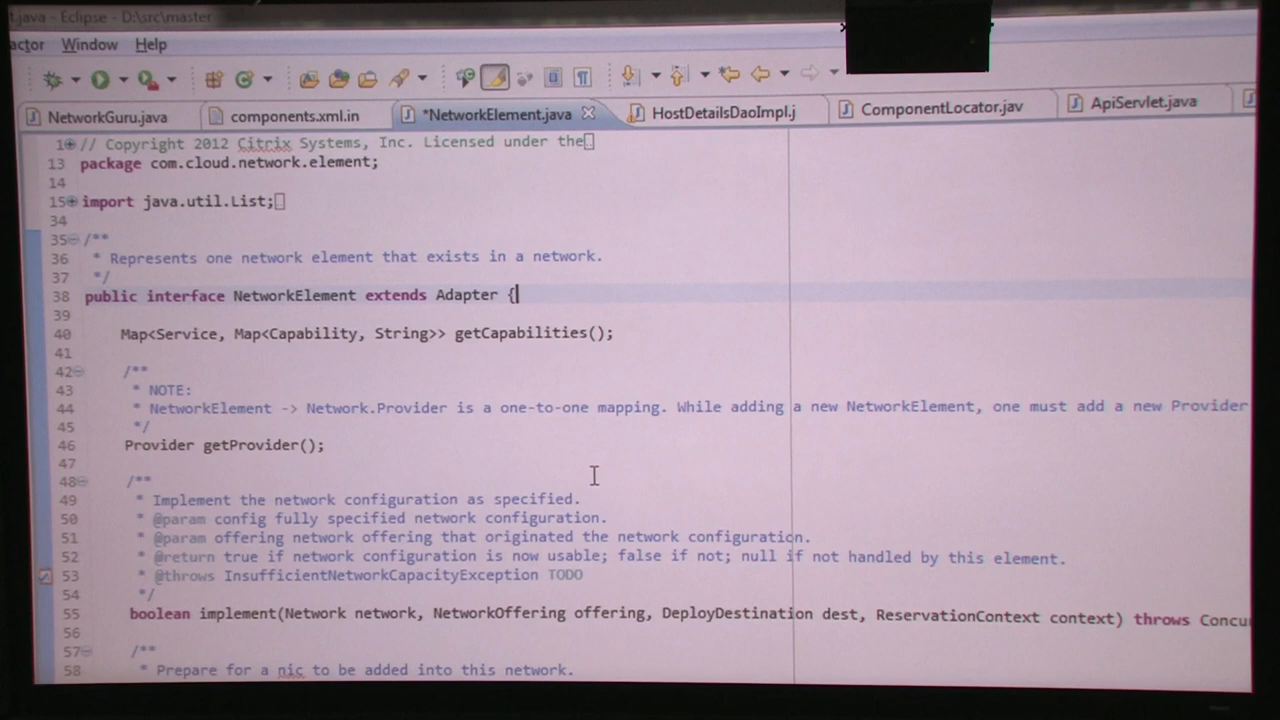 t.java - Eclipse - D:\src\master
actor Window Help
NetworkGuru.java components.xml.in *NetworkElement.java HostDetailsDaoImpl.j ComponentLocator.jav ApiServlet.java
1 // Copyright 2012 Citrix Systems, Inc. Licensed under the
13 package com.cloud.network.element;
14
15 import java.util.List;
34
35 /**
36 * Represents one network element that exists in a network.
37 */
38 public interface NetworkElement extends Adapter {
39
40 Map<Service, Map<Capability, String>> getCapabilities();
41
42 /**
43 * NOTE:
44 * NetworkElement -> Network.Provider is a one-to-one mapping. While adding a new NetworkElement, one must add a new Provider
45 */
46 Provider getProvider();
47
48 /**
49 * Implement the network configuration as specified.
50 * @param config fully specified network configuration.
51 * @param offering network offering that originated the network configuration.
52 * @return true if network configuration is now usable; false if not; null if not handled by this element.
53 * @throws InsufficientNetworkCapacityException TODO
54 */
55 boolean implement(Network network, NetworkOffering offering, DeployDestination dest, ReservationContext context) throws Concu
56
57 /**
58 * Prepare for a nic to be added into this network.